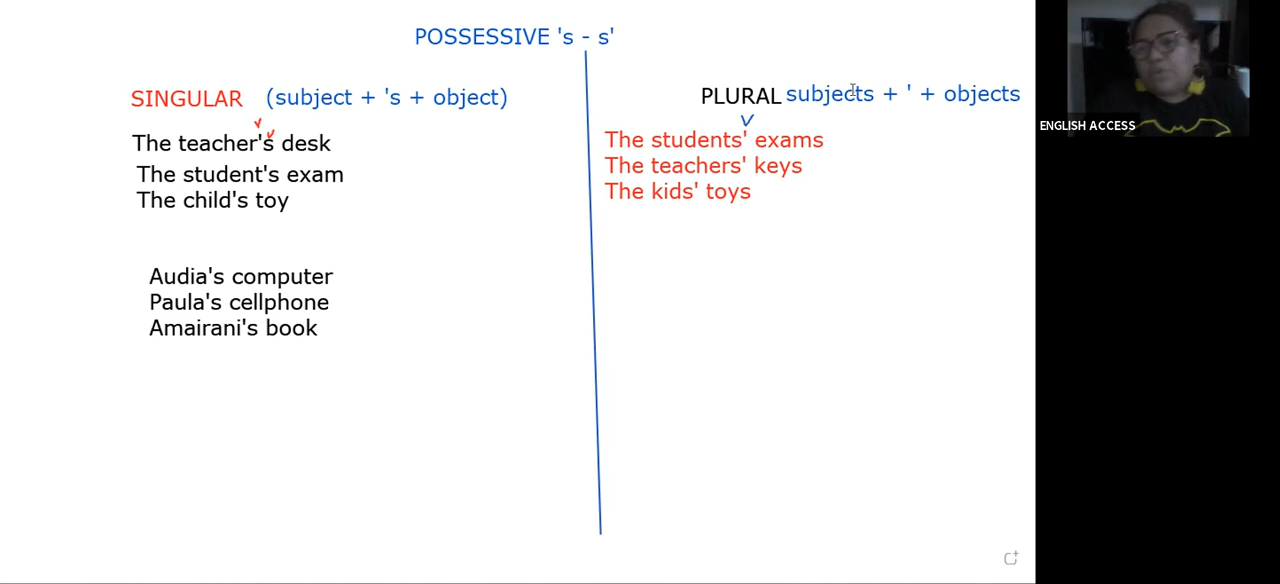 POSSESSIVE 's - s'
SINGULAR (subject + 's + object)
The teacher's desk
The student's exam
The child's toy
Audia's computer
Paula's cellphone
Amairani's book
PLURAL subjects + ' + objects
The students' exams
The teachers' keys
The kids' toys
ENGLISH ACCESS